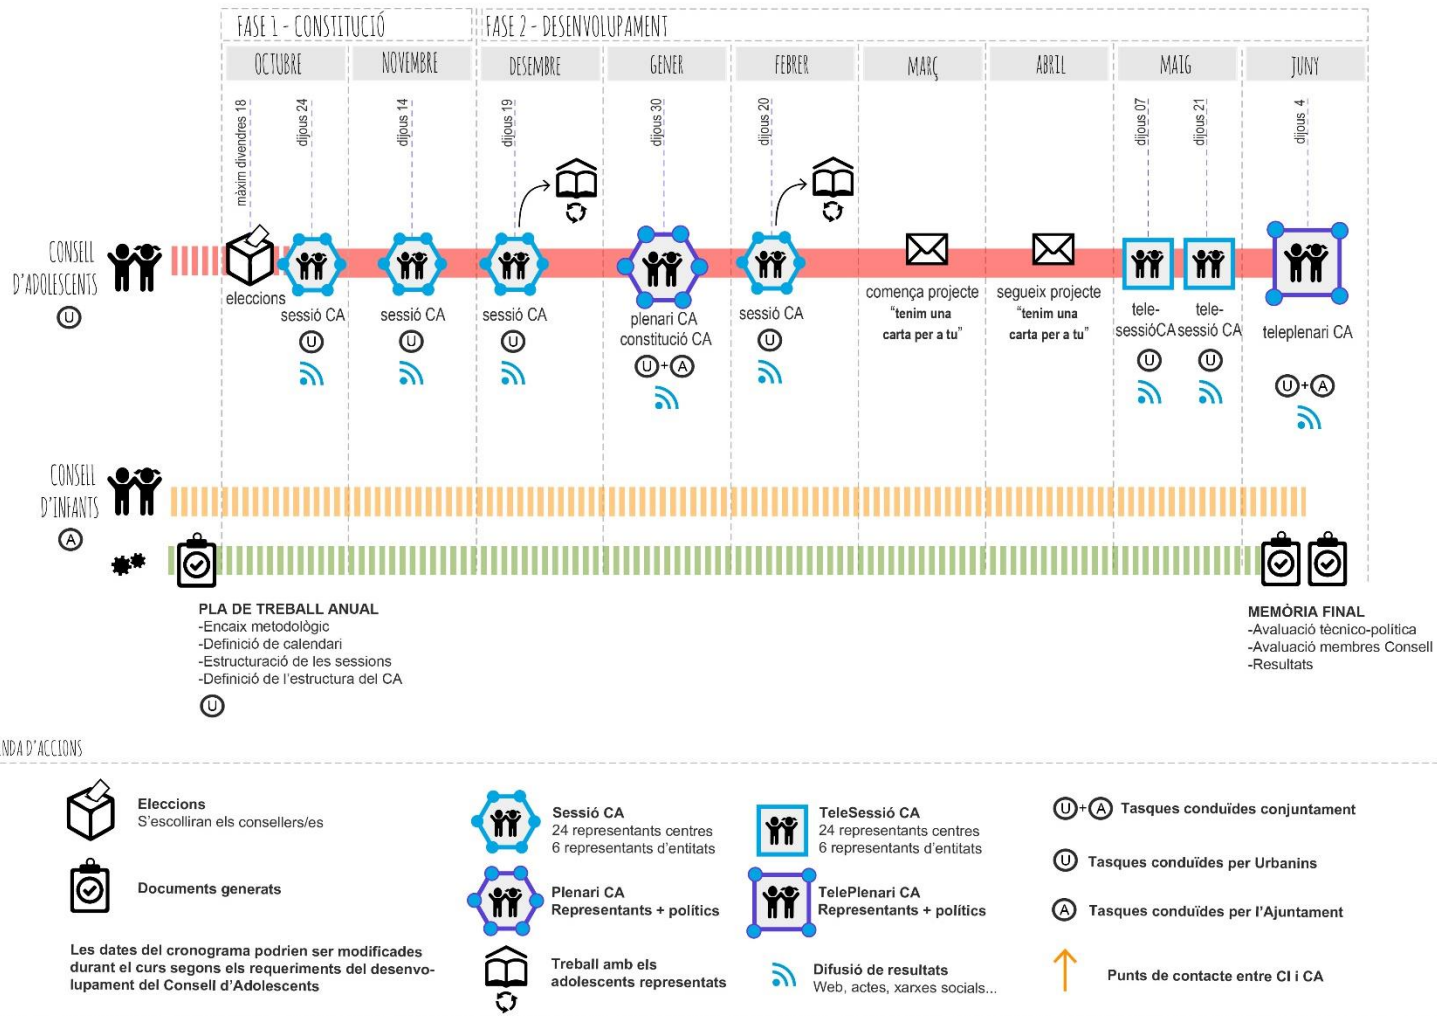 FASE 1 - CONSTITUCIÓ
FASE 2 - DESENVOLUPAMENT
OCTUBRE
NOVEMBRE
DESEMBRE
GENER
FEBRER
MARÇ
ABRIL
MAIG
JUNY
màxim divendres 18
dijous 24
dijous 14
dijous 19
dijous 30
dijous 20
dijous 07
dijous 21
dijous 4
CONSELL
D'ADOLESCENTS
U
eleccions
sessió CA
U
sessió CA
U
sessió CA
U
plenari CA
constitució CA
U+A
sessió CA
U
comença projecte
"tenim una
carta per a tu"
segueix projecte
"tenim una
carta per a tu"
tele-
sessióCA
U
tele-
sessió CA
U
teleplenari CA
U+A
CONSELL
D'INFANTS
A
PLA DE TREBALL ANUAL
-Encaix metodològic
-Definició de calendari
-Estructuració de les sessions
-Definició de l'estructura del CA
U
MEMÒRIA FINAL
-Avaluació tècnico-política
-Avaluació membres Consell
-Resultats
NDA D'ACCIONS
Eleccions
S'escolliran els consellers/es
Documents generats
Les dates del cronograma podrien ser modificades
durant el curs segons els requeriments del desenvo-
lupament del Consell d'Adolescents
Sessió CA
24 representants centres
6 representants d'entitats
Plenari CA
Representants + polítics
Treball amb els
adolescents representats
TeleSessió CA
24 representants centres
6 representants d'entitats
TelePlenari CA
Representants + polítics
Difusió de resultats
Web, actes, xarxes socials...
U+A Tasques conduïdes conjuntament
U Tasques conduïdes per Urbanins
A Tasques conduïdes per l'Ajuntament
Punts de contacte entre CI i CA